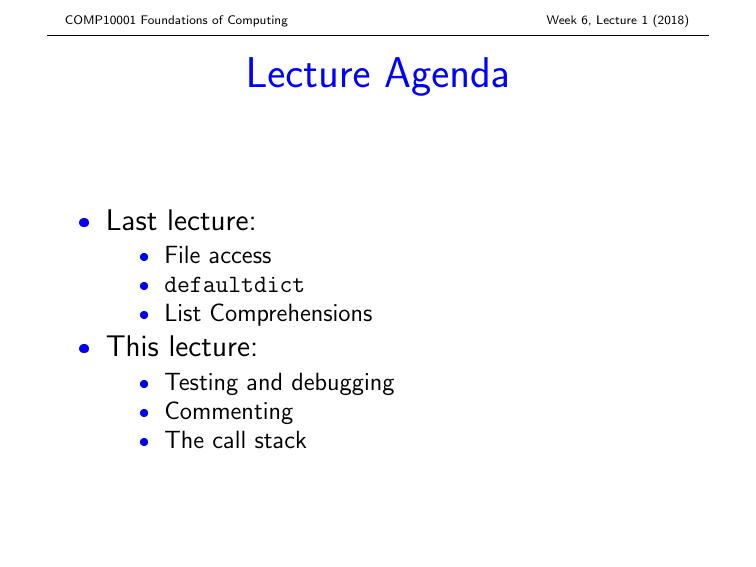 COMP10001 Foundations of Computing Week 6, Lecture 1 (2018)
Lecture Agenda
• Last lecture:
• File access
• defaultdict
• List Comprehensions
• This lecture:
• Testing and debugging
• Commenting
• The call stack